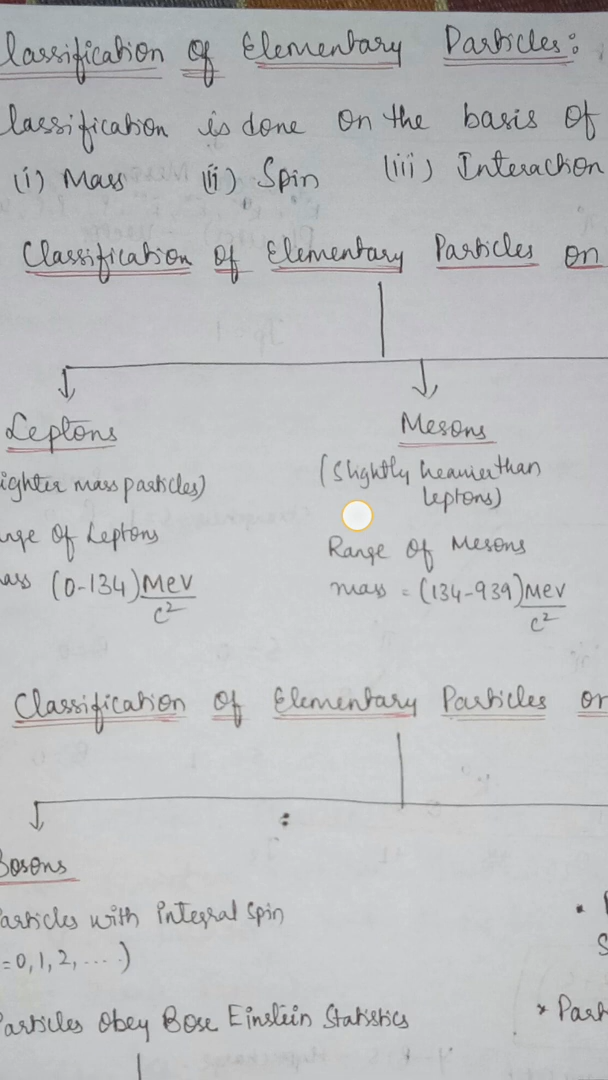 lassification of Elementary Particles:
lassification is done on the basis of
(i) Mass (ii) Spin (iii) Interaction
Classification of Elementary Particles on
Leptons
ighter mass particles)
nge of Leptons
ass (0-134) MeV/c²
Mesons
(Slightly heavier than
leptons)
Range of Mesons
mass = (134-939) MeV/c²
Classification of Elementary Particles on
Bosons
articles with integral spin
=0,1,2, ....)
Particles obey Bose Einstein Statistics
* Part